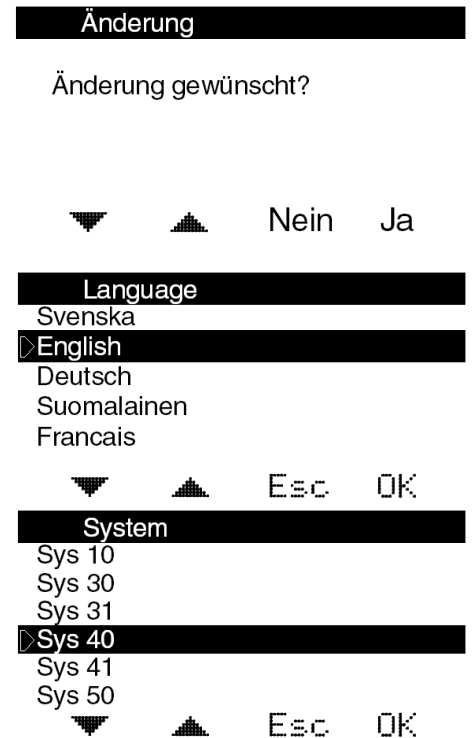 Änderung
Änderung gewünscht?
Nein Ja
Language
Svenska
English
Deutsch
Suomalainen
Francais
Esc OK
System
Sys 10
Sys 30
Sys 31
Sys 40
Sys 41
Sys 50
Esc OK